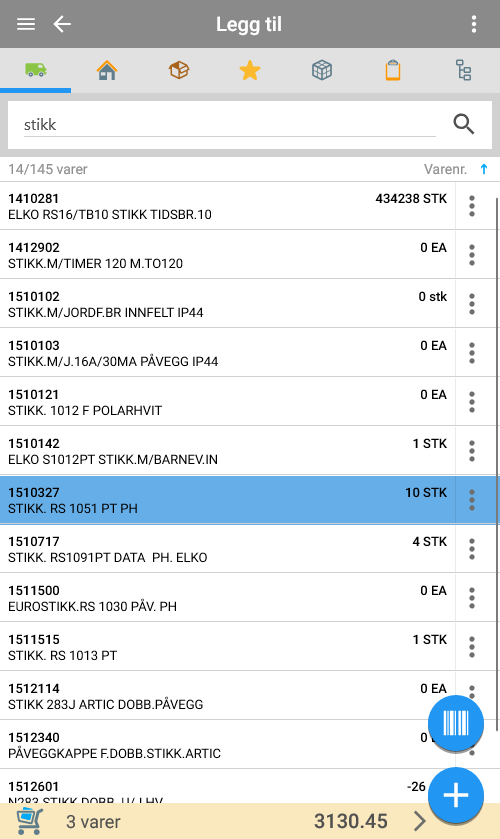 Legg til
stikk
14/145 varer Varenr.
1410281 434238 STK
ELKO RS16/TB10 STIKK TIDSBR.10
1412902 0 EA
STIKK.M/TIMER 120 M.TO120
1510102 0 stk
STIKK.M/JORDF.BR INNFELT IP44
1510103 0 EA
STIKK.M/J.16A/30MA PÅVEGG IP44
1510121 0 EA
STIKK. 1012 F POLARHVIT
1510142 1 STK
ELKO S1012PT STIKK.M/BARNEV.IN
1510327 10 STK
STIKK. RS 1051 PT PH
1510717 4 STK
STIKK. RS1091PT DATA  PH. ELKO
1511500 0 EA
EUROSTIKK.RS 1030 PÅV. PH
1511515 1 STK
STIKK. RS 1013 PT
1512114 0 EA
STIKK 283J ARTIC DOBB.PÅVEGG
1512340 0
PÅVEGGKAPPE F.DOBB.STIKK.ARTIC
1512601 -26
N283 STIKK DOBB.
3 varer 3130.45